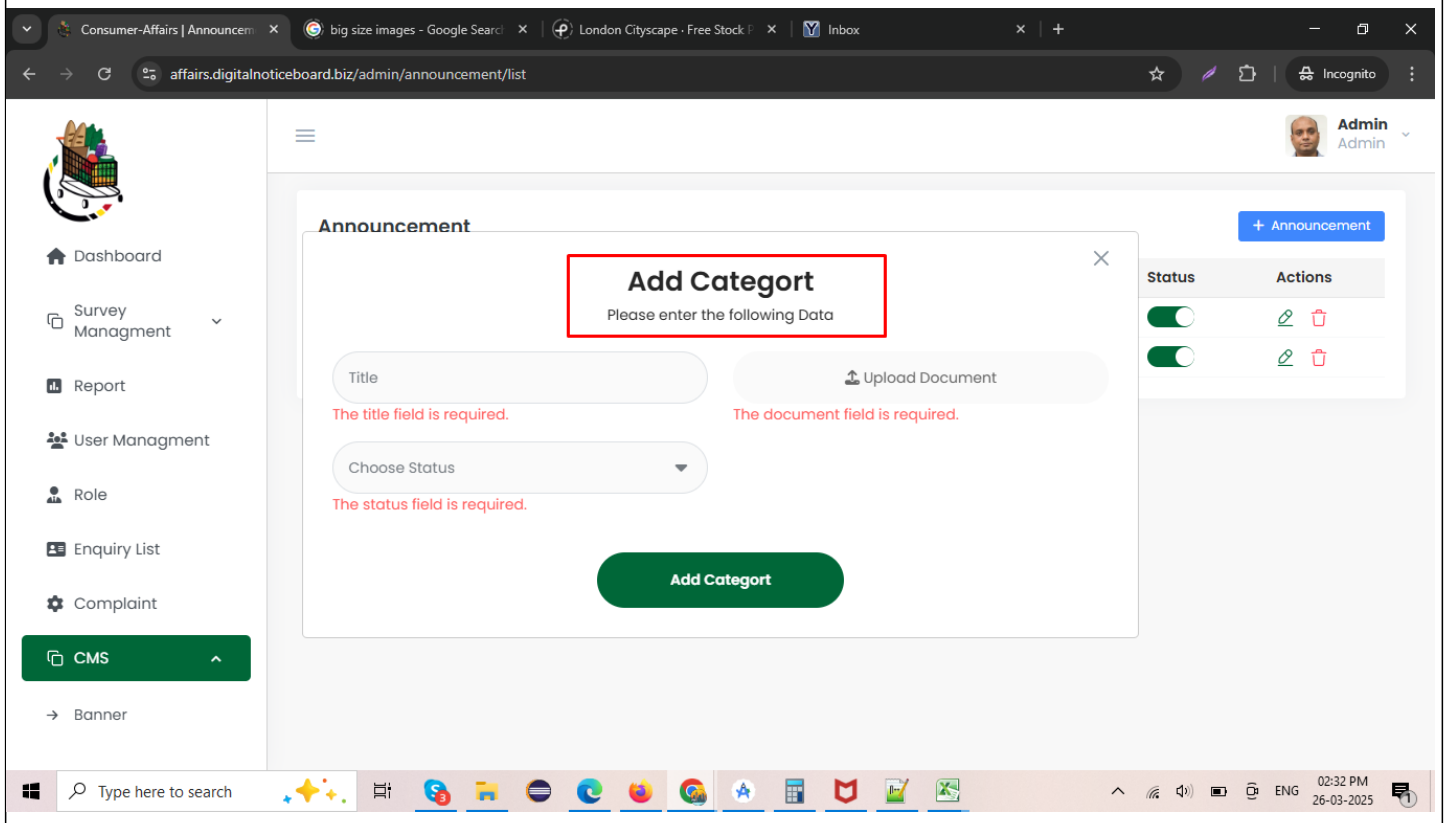 Consumer-Affairs | Announcem
big size images - Google Searc
London Cityscape · Free Stock P
Inbox
affairs.digitalnoticeboard.biz/admin/announcement/list
Incognito
Admin
Admin
Dashboard
Survey
Managment
Report
User Managment
Role
Enquiry List
Complaint
CMS
Banner
Announcement
+ Announcement
Status Actions
Add Categort
Please enter the following Data
Title
Upload Document
The title field is required.
The document field is required.
Choose Status
The status field is required.
Add Categort
Type here to search
ENG
02:32 PM
26-03-2025